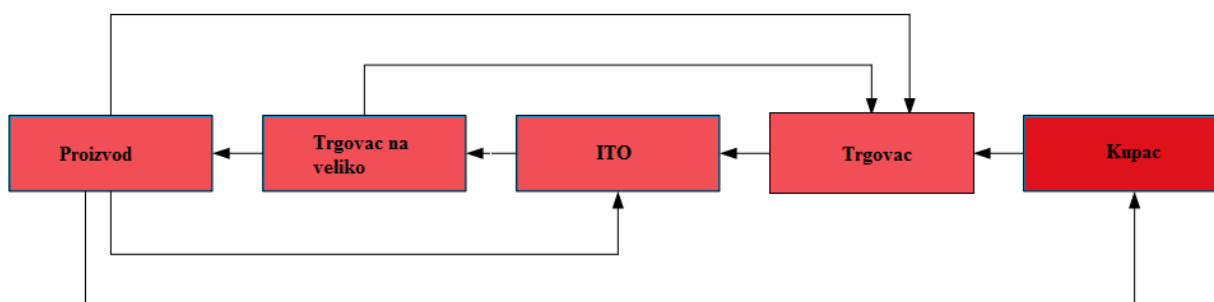 Proizvod
Trgovac na
veliko
ITO
Trgovac
Kupac